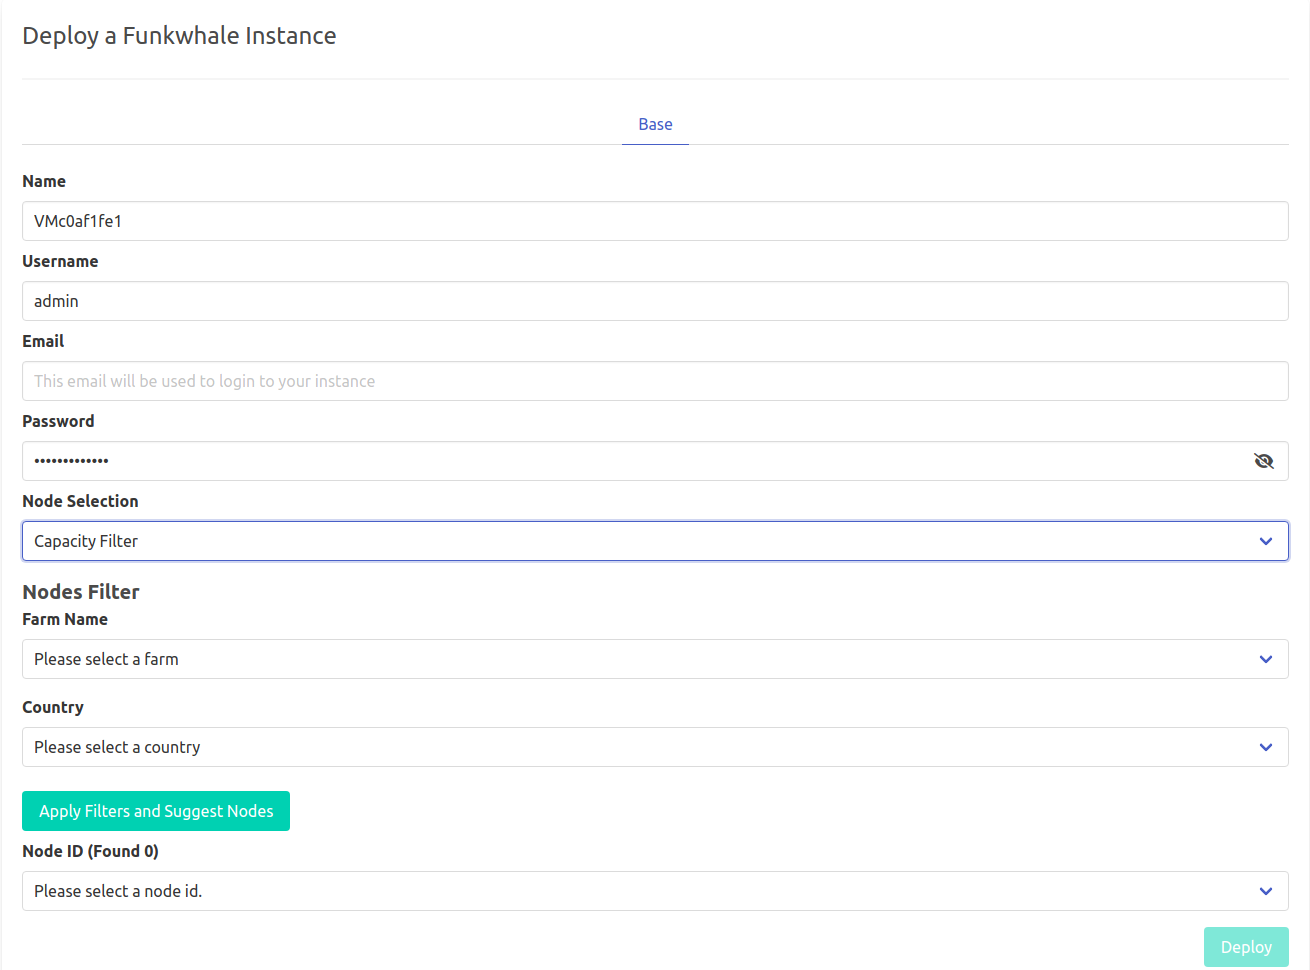 Deploy a Funkwhale Instance
Base
Name
VMc0af1fe1
Username
admin
Email
This email will be used to login to your instance
Password
•••••••••••••
Node Selection
Capacity Filter
Nodes Filter
Farm Name
Please select a farm
Country
Please select a country
Apply Filters and Suggest Nodes
Node ID (Found 0)
Please select a node id.
Deploy